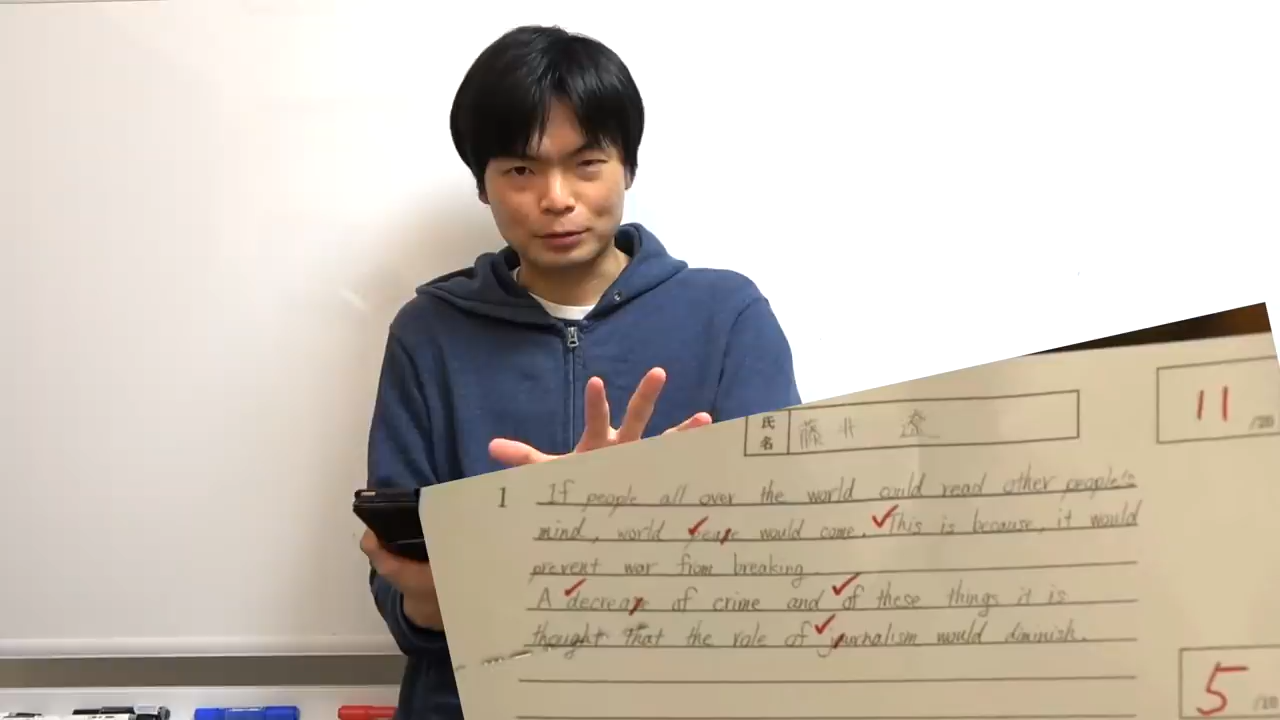 11
氏名 藤井 遼
1 If people all over the world could read other people's
mind, world peace would come. This is because, it would
prevent war from breaking.
A decrease of crime and of these things it is
thought that the role of journalism would diminish.
5